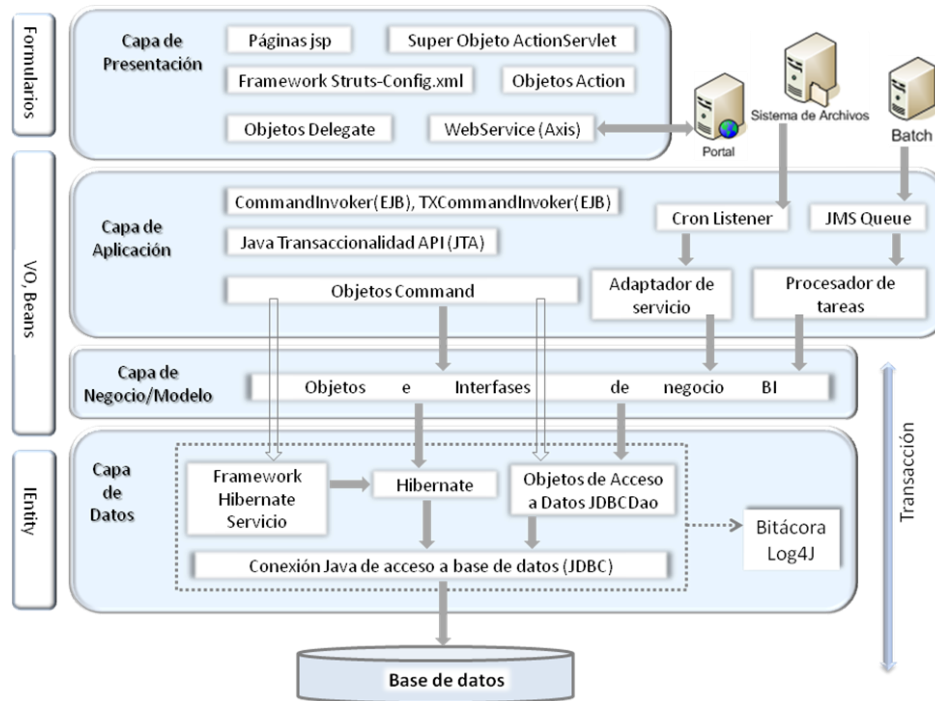 Formularios
Capa de
Presentación
Páginas jsp
Super Objeto ActionServlet
Framework Struts-Config.xml
Objetos Action
Objetos Delegate
WebService (Axis)
Portal
Sistema de Archivos
Batch
VO, Beans
Capa de
Aplicación
CommandInvoker(EJB), TXCommandInvoker(EJB)
Java Transaccionalidad API (JTA)
Objetos Command
Cron Listener
JMS Queue
Adaptador de
servicio
Procesador de
tareas
Capa de
Negocio/Modelo
Objetos e Interfases de negocio BI
IEntity
Capa
de
Datos
Framework
Hibernate
Servicio
Hibernate
Objetos de Acceso
a Datos JDBCDao
Conexión Java de acceso a base de datos (JDBC)
Bitácora
Log4J
Transacción
Base de datos